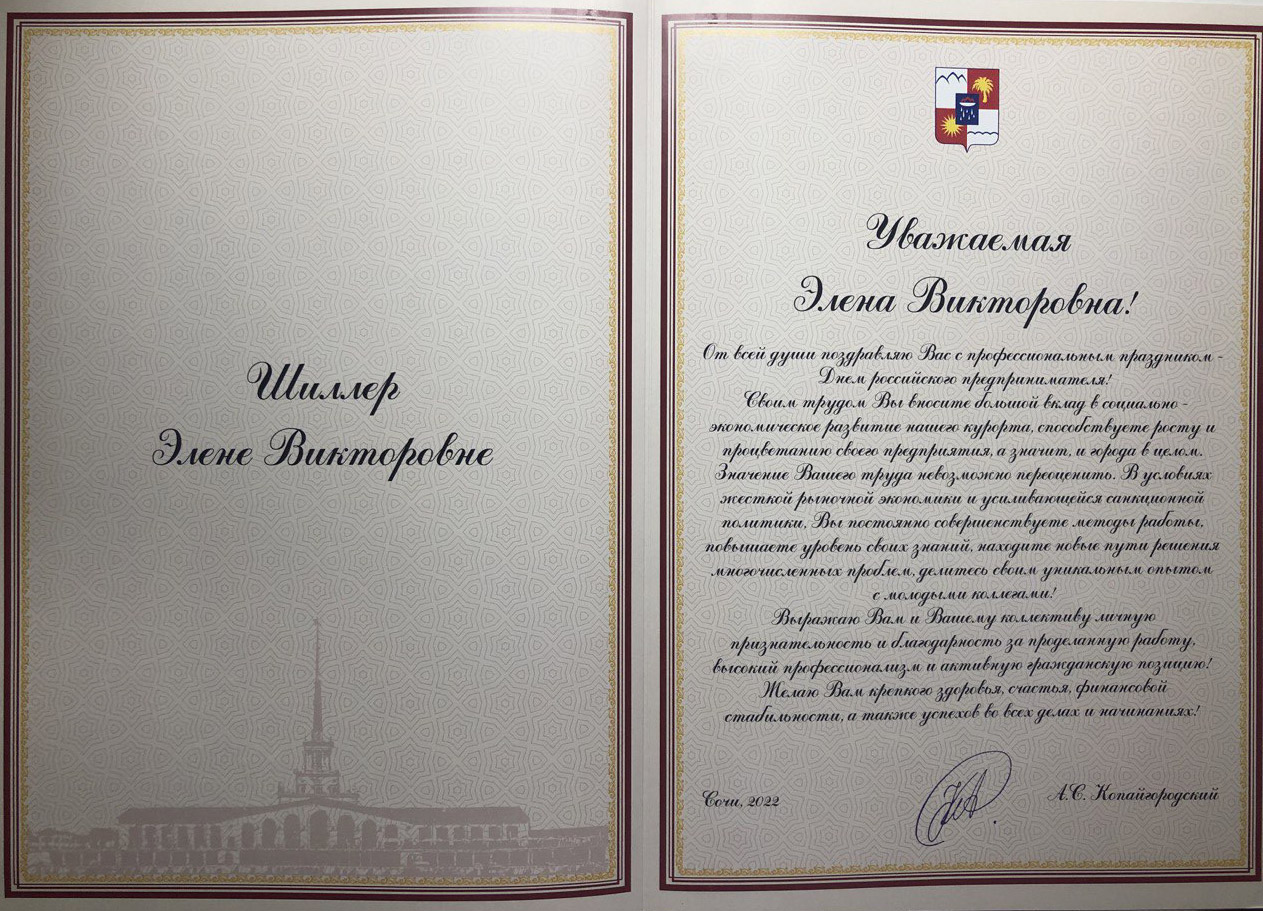 Шиллер
Элене Викторовне
Уважаемая
Элена Викторовна!
От всей души поздравляю Вас с профессиональным праздником -
Днем российского предпринимателя!
Своим трудом Вы вносите большой вклад в социально -
экономическое развитие нашего курорта, способствуете росту и
процветанию своего предприятия, а значит, и города в целом.
Значение Вашего труда невозможно переоценить. В условиях
жесткой рыночной экономики и усиливающейся санкционной
политики, Вы постоянно совершенствуете методы работы,
повышаете уровень своих знаний, находите новые пути решения
многочисленных проблем, делитесь своим уникальным опытом
с молодыми коллегами!
Выражаю Вам и Вашему коллективу личную
признательность и благодарность за проделанную работу,
высокий профессионализм и активную гражданскую позицию!
Желаю Вам крепкого здоровья, счастья, финансовой
стабильности, а также успехов во всех делах и начинаниях!
Сочи, 2022
А.С. Копайгородский